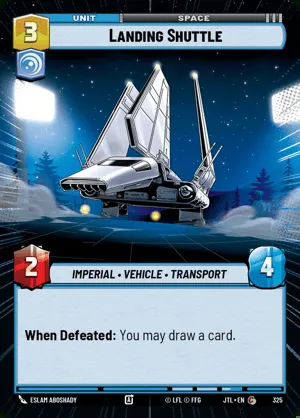 UNIT SPACE
3 LANDING SHUTTLE
2 4
IMPERIAL • VEHICLE • TRANSPORT
When Defeated: You may draw a card.
ESLAM ABOSHADY © LFL © FFG JTL • EN 325